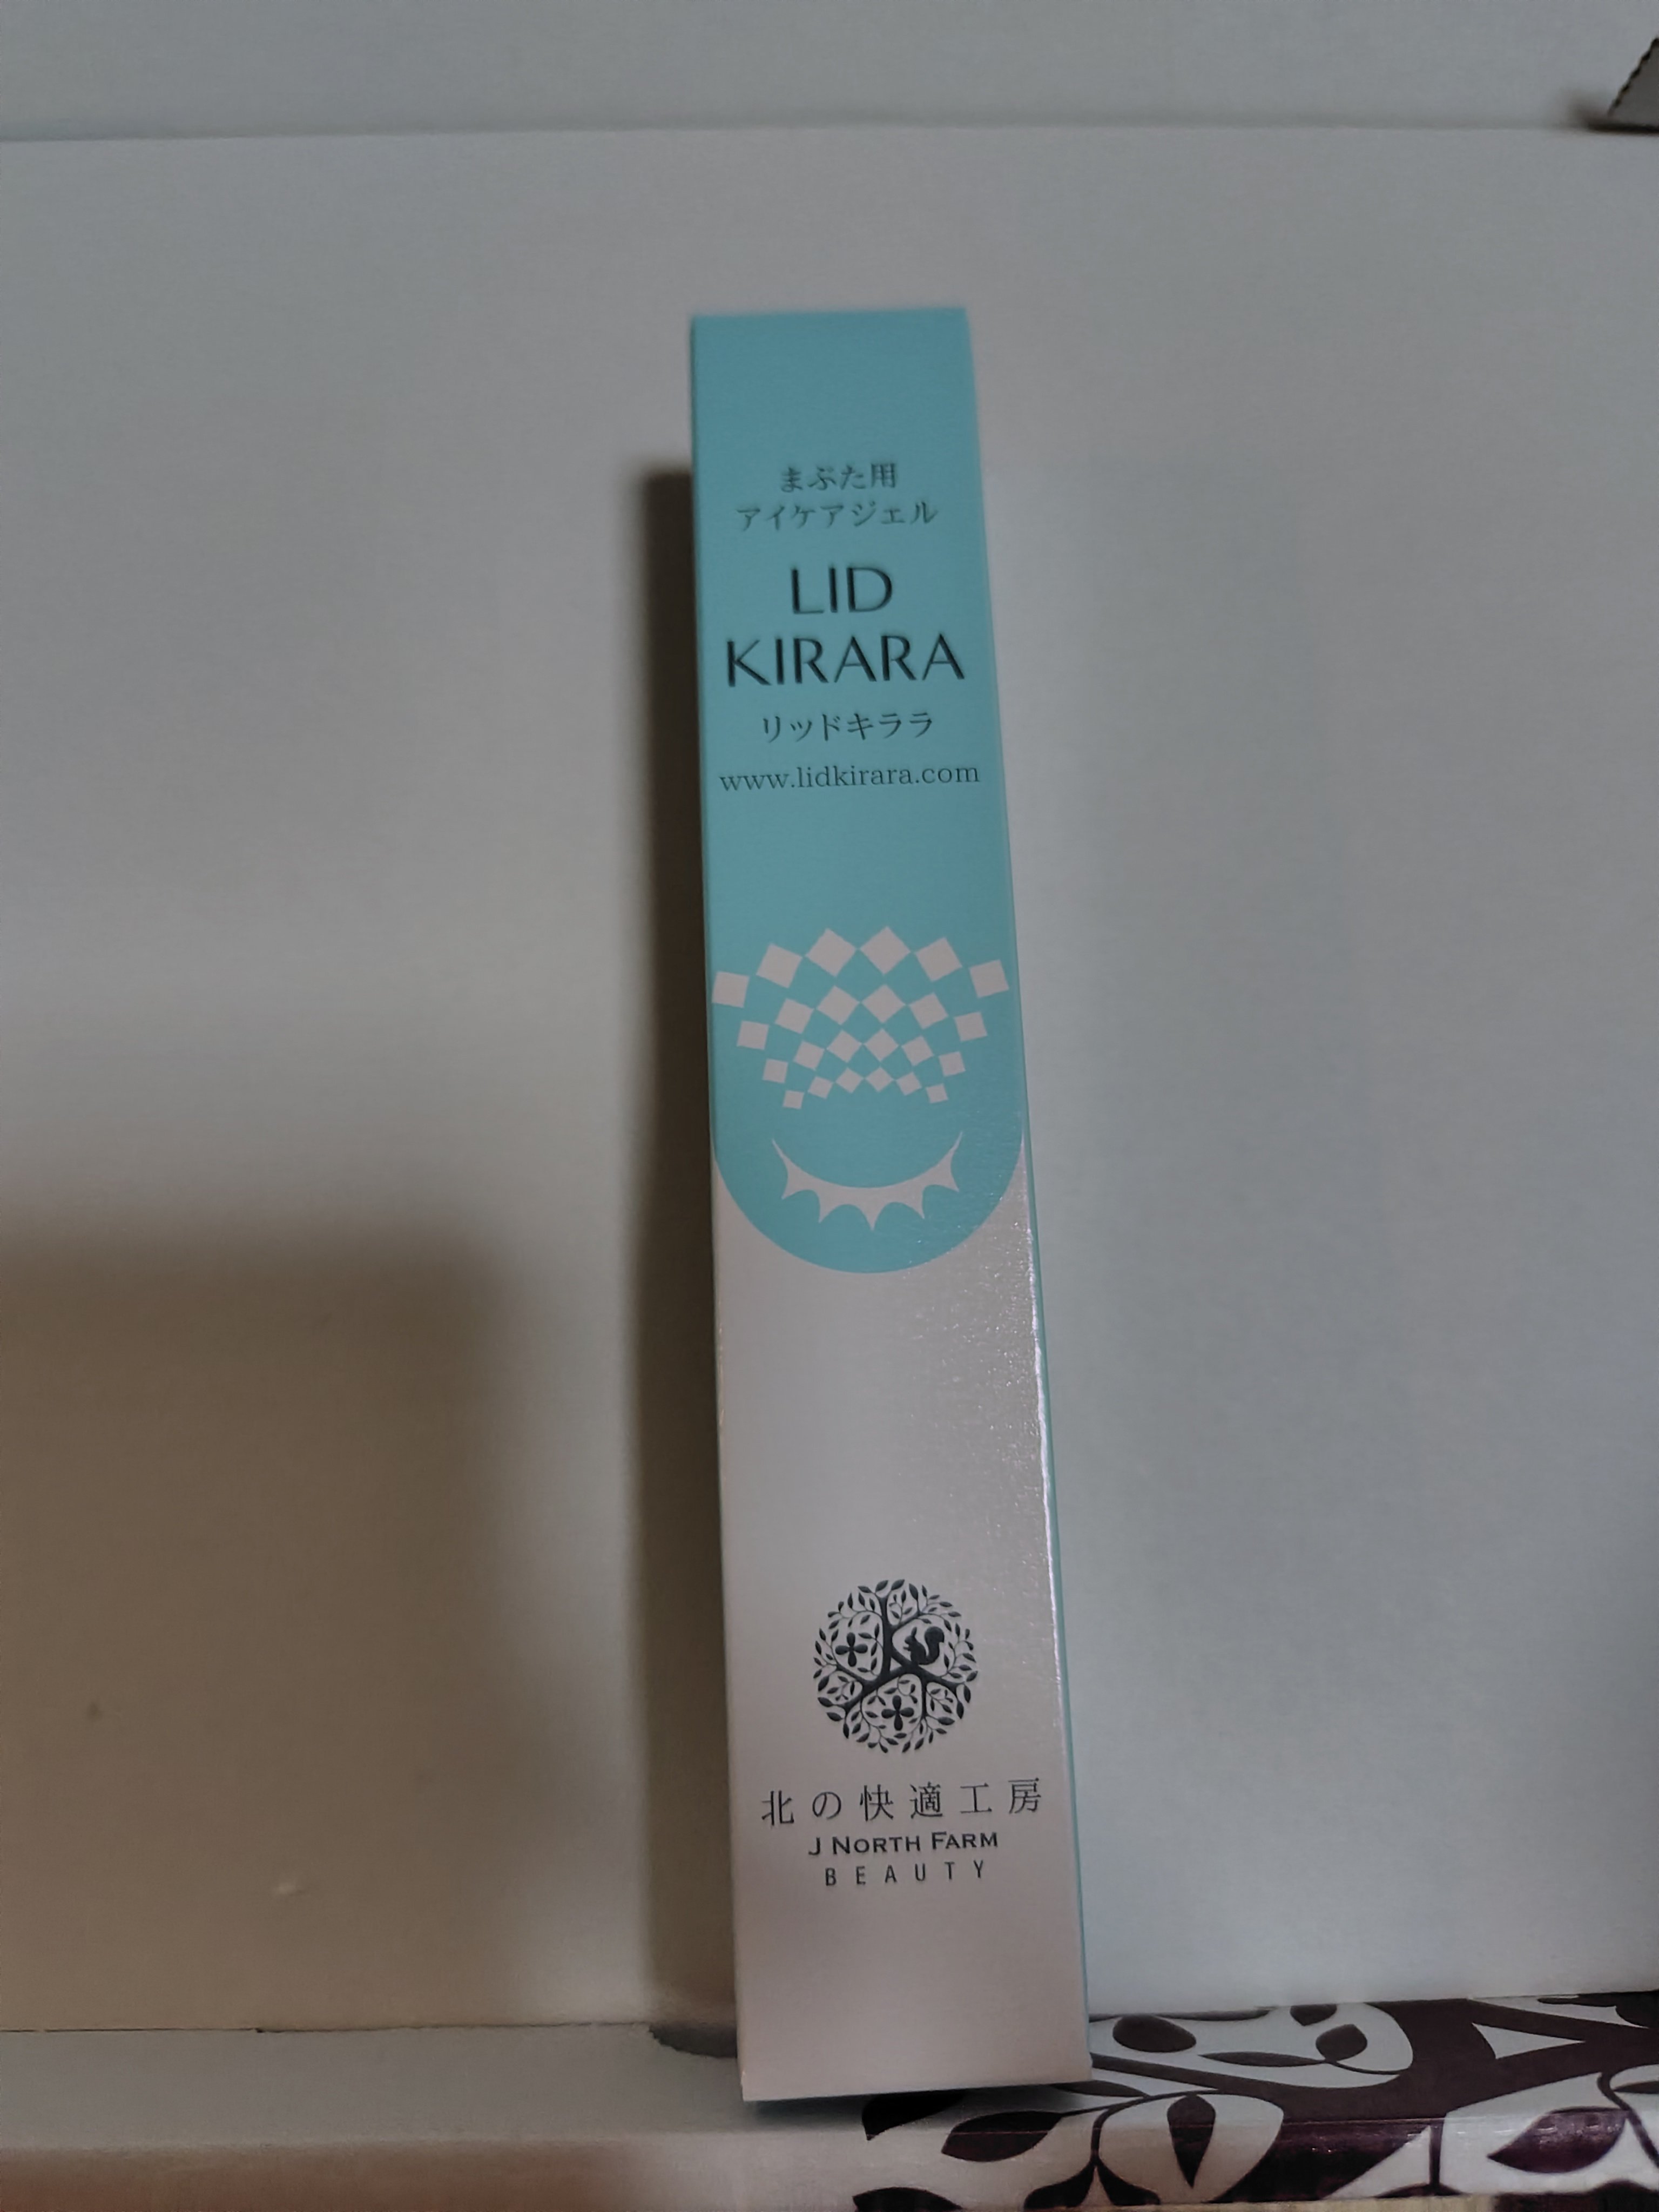 まぶた用
アイケアジェル
LID
KIRARA
リッドキララ
www.lidkirara.com
北の快適工房
J NORTH FARM
BEAUTY